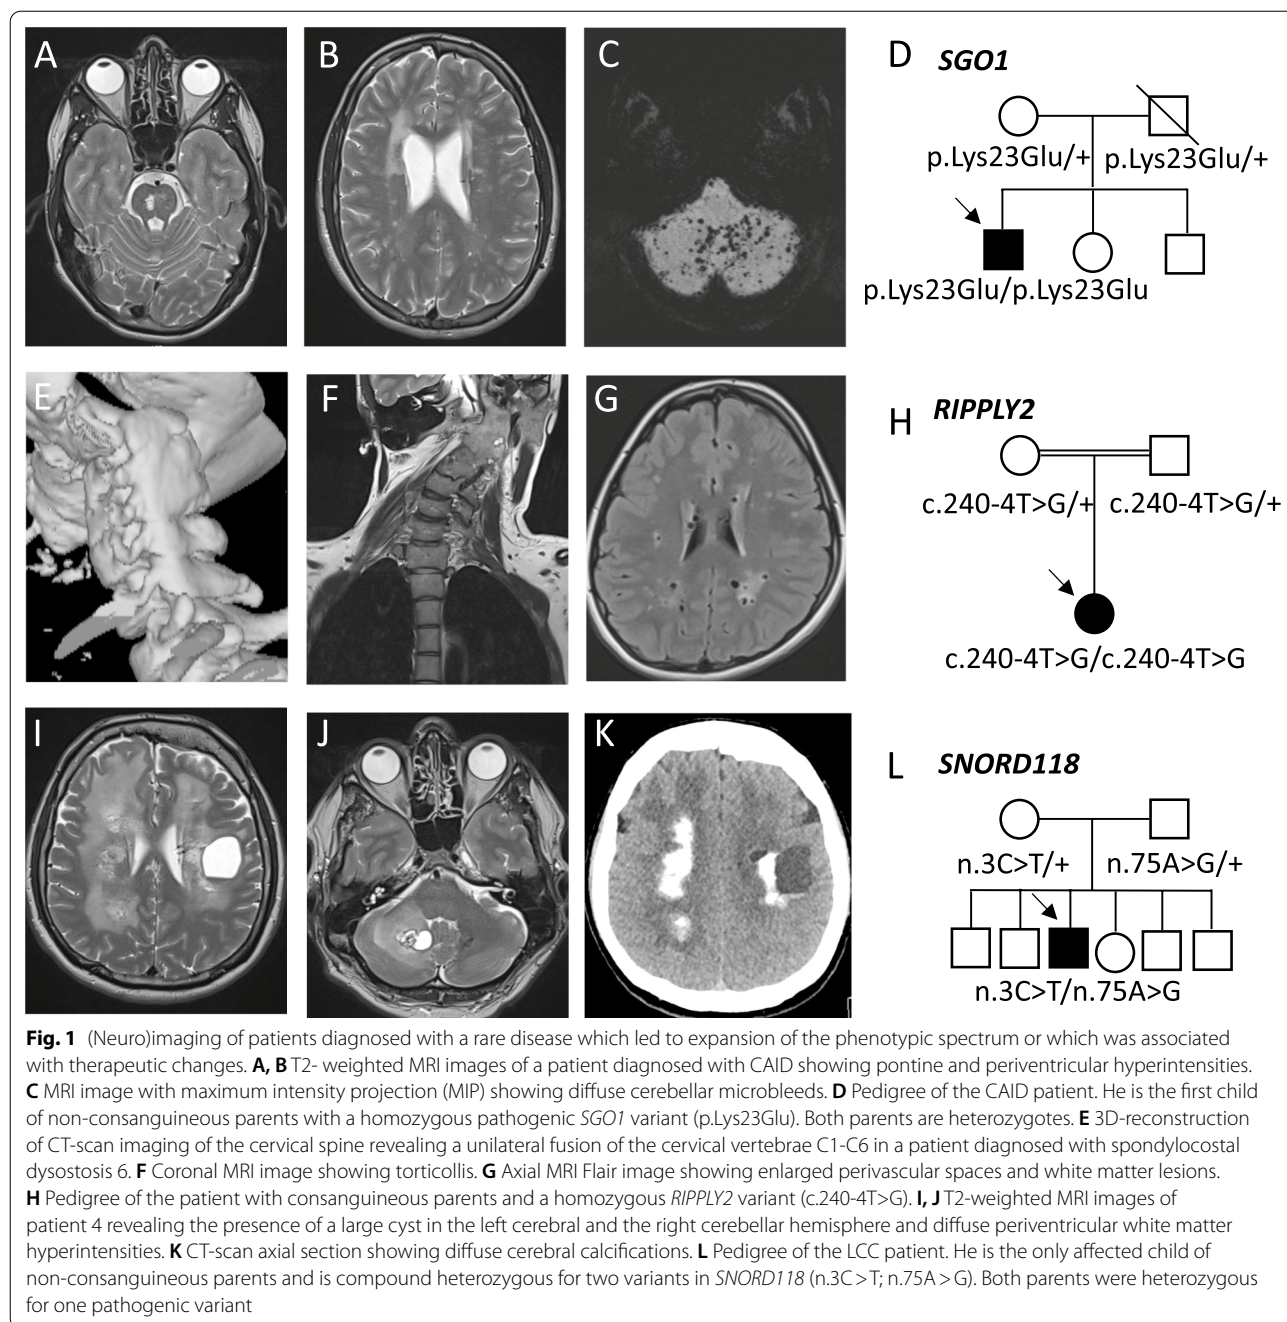 A
B
C
D
SGO1
p.Lys23Glu/+
p.Lys23Glu/+
p.Lys23Glu/p.Lys23Glu
E
F
G
H
RIPPLY2
c.240-4T>G/+
c.240-4T>G/+
c.240-4T>G/c.240-4T>G
I
J
K
L
SNORD118
n.3C>T/+
n.75A>G/+
n.3C>T/n.75A>G
Fig. 1 (Neuro)imaging of patients diagnosed with a rare disease which led to expansion of the phenotypic spectrum or which was associated
with therapeutic changes. A, B T2- weighted MRI images of a patient diagnosed with CAID showing pontine and periventricular hyperintensities.
C MRI image with maximum intensity projection (MIP) showing diffuse cerebellar microbleeds. D Pedigree of the CAID patient. He is the first child
of non-consanguineous parents with a homozygous pathogenic SGO1 variant (p.Lys23Glu). Both parents are heterozygotes. E 3D-reconstruction
of CT-scan imaging of the cervical spine revealing a unilateral fusion of the cervical vertebrae C1-C6 in a patient diagnosed with spondylocostal
dysostosis 6. F Coronal MRI image showing torticollis. G Axial MRI Flair image showing enlarged perivascular spaces and white matter lesions.
H Pedigree of the patient with consanguineous parents and a homozygous RIPPLY2 variant (c.240-4T>G). I, J T2-weighted MRI images of
patient 4 revealing the presence of a large cyst in the left cerebral and the right cerebellar hemisphere and diffuse periventricular white matter
hyperintensities. K CT-scan axial section showing diffuse cerebral calcifications. L Pedigree of the LCC patient. He is the only affected child of
non-consanguineous parents and is compound heterozygous for two variants in SNORD118 (n.3C > T; n.75A > G). Both parents were heterozygous
for one pathogenic variant